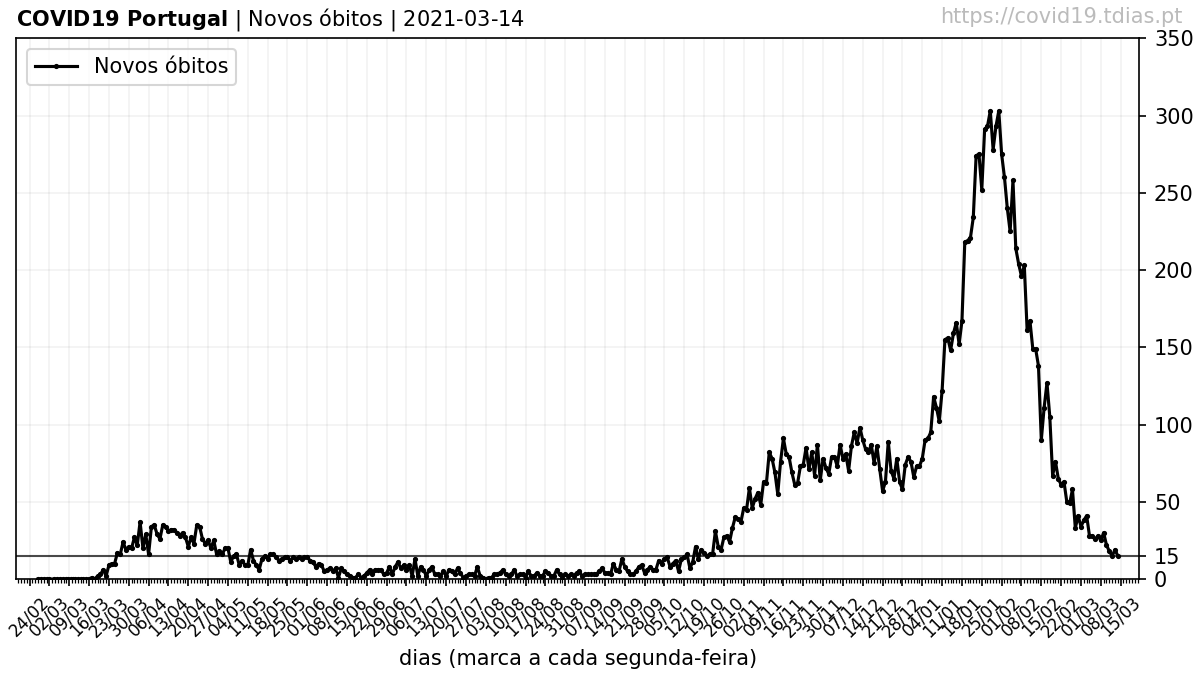 COVID19 Portugal | Novos óbitos | 2021-03-14
https://covid19.tdias.pt
Novos óbitos
350
300
250
200
150
100
50
15
0
24/02 02/03 09/03 16/03 23/03 30/03 06/04 13/04 20/04 27/04 04/05 11/05 18/05 25/05 01/06 08/06 15/06 22/06 29/06 06/07 13/07 20/07 27/07 03/08 10/08 17/08 24/08 31/08 07/09 14/09 21/09 28/09 05/10 12/10 19/10 26/10 02/11 09/11 16/11 23/11 30/11 07/12 14/12 21/12 28/12 04/01 11/01 18/01 25/01 01/02 08/02 15/02 22/02 01/03 08/03 15/03
dias (marca a cada segunda-feira)